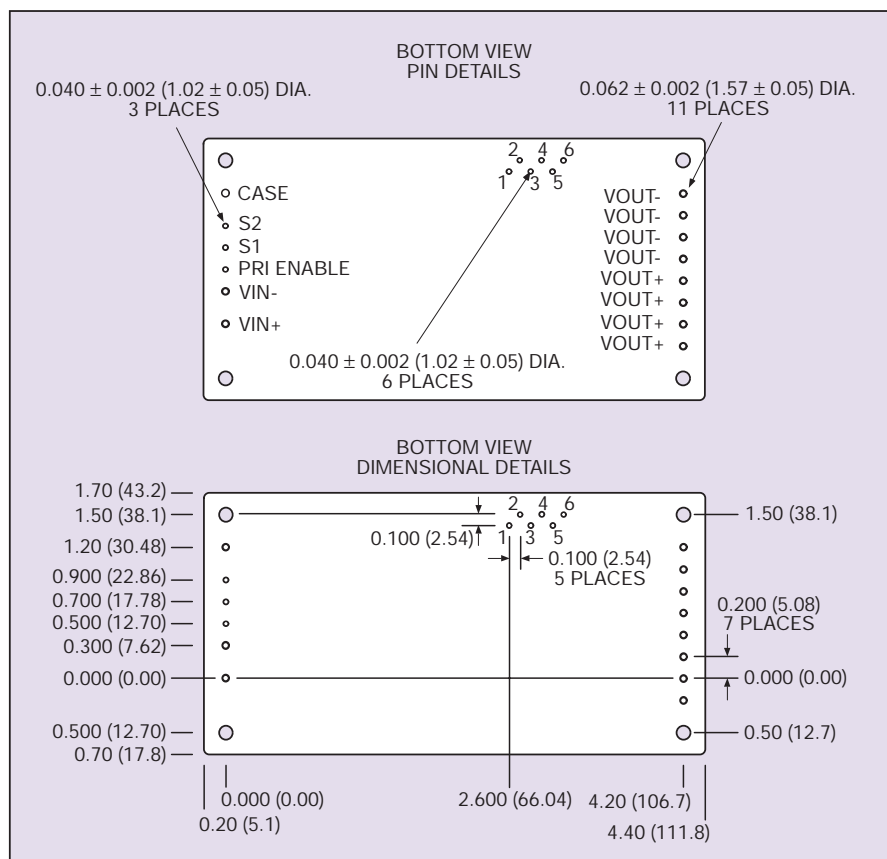 BOTTOM VIEW
PIN DETAILS
0.040 ± 0.002 (1.02 ± 0.05) DIA.
3 PLACES
0.062 ± 0.002 (1.57 ± 0.05) DIA.
11 PLACES
2 4 6
1 3 5
CASE
S2
S1
PRI ENABLE
VIN-
VIN+
VOUT-
VOUT-
VOUT-
VOUT-
VOUT+
VOUT+
VOUT+
VOUT+
0.040 ± 0.002 (1.02 ± 0.05) DIA.
6 PLACES
BOTTOM VIEW
DIMENSIONAL DETAILS
1.70 (43.2)
1.50 (38.1)
1.20 (30.48)
0.900 (22.86)
0.700 (17.78)
0.500 (12.70)
0.300 (7.62)
0.000 (0.00)
0.500 (12.70)
0.70 (17.8)
2 4 6
1 3 5
0.100 (2.54)
0.100 (2.54)
5 PLACES
1.50 (38.1)
0.200 (5.08)
7 PLACES
0.000 (0.00)
0.50 (12.7)
0.000 (0.00)
0.20 (5.1)
2.600 (66.04)
4.20 (106.7)
4.40 (111.8)